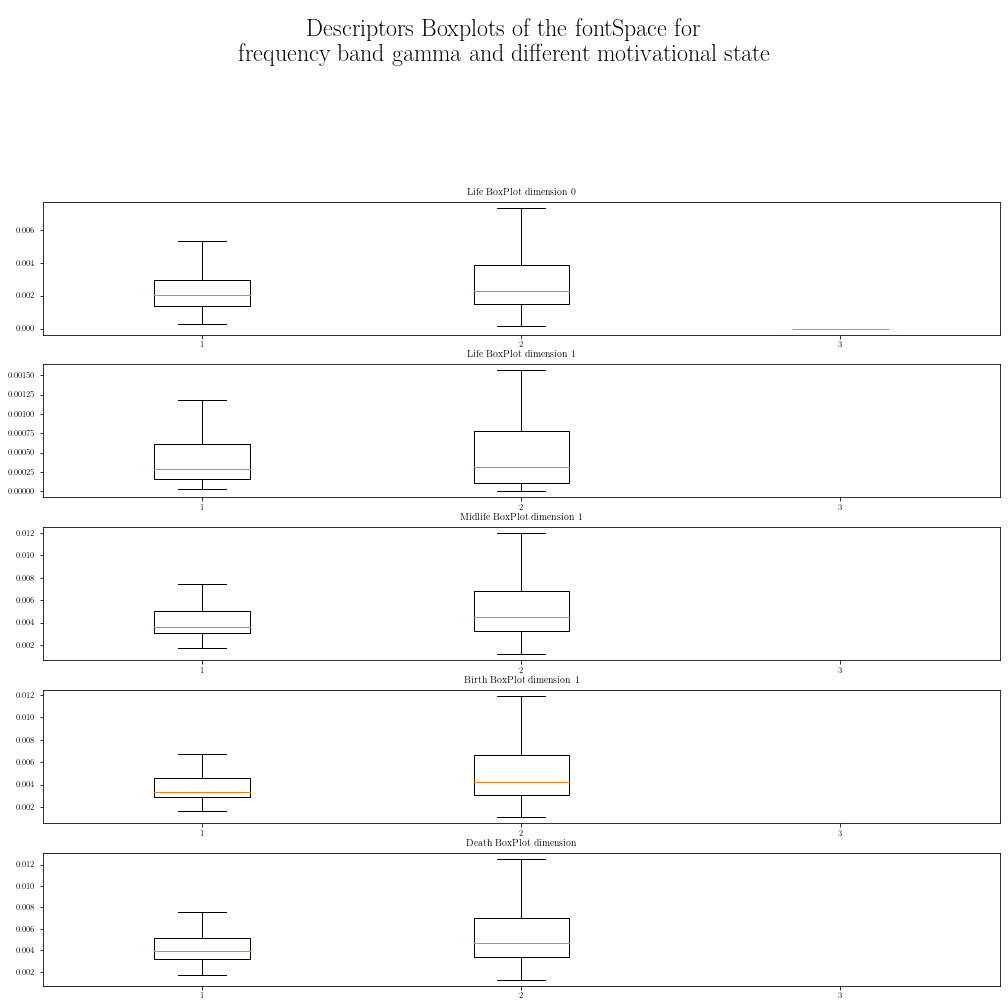 Descriptors Boxplots of the fontSpace for
frequency band gamma and different motivational state
Life BoxPlot dimension 0
0.006
0.004
0.002
0.000
1 2 3
Life BoxPlot dimension 1
0.00150
0.00125
0.00100
0.00075
0.00050
0.00025
0.00000
1 2 3
Midlife BoxPlot dimension 1
0.012
0.010
0.008
0.006
0.004
0.002
1 2 3
Birth BoxPlot dimension 1
0.012
0.010
0.008
0.006
0.004
0.002
1 2 3
Death BoxPlot dimension
0.012
0.010
0.008
0.006
0.004
0.002
1 2 3